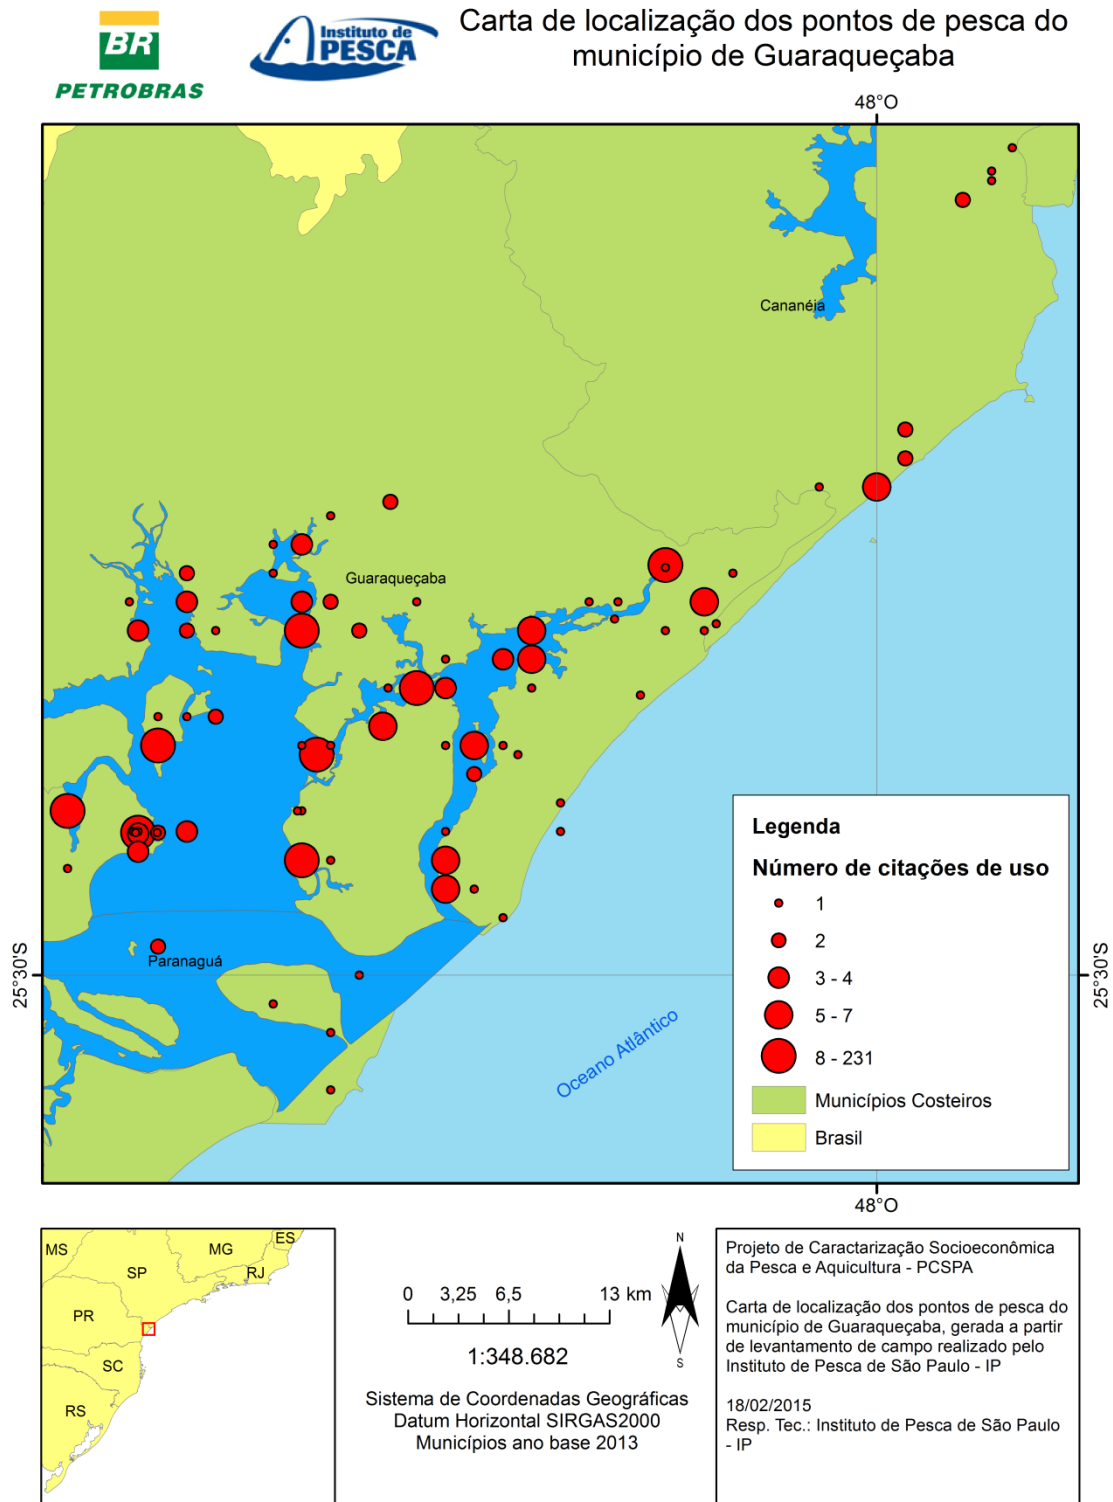 BR
PETROBRAS
Instituto de
PESCA
Carta de localização dos pontos de pesca do
município de Guaraqueçaba
48°O
Cananéia
Guaraqueçaba
Paranaguá
25°30'S
25°30'S
Oceano Atlântico
Legenda
Número de citações de uso
1
2
3 - 4
5 - 7
8 - 231
Municípios Costeiros
Brasil
48°O
MS
MG
ES
SP
RJ
PR
SC
RS
0 3,25 6,5 13 km
1:348.682
N
S
Sistema de Coordenadas Geográficas
Datum Horizontal SIRGAS2000
Municípios ano base 2013
Projeto de Caractarização Socioeconômica
da Pesca e Aquicultura - PCSPA
Carta de localização dos pontos de pesca do
município de Guaraqueçaba, gerada a partir
de levantamento de campo realizado pelo
Instituto de Pesca de São Paulo - IP
18/02/2015
Resp. Tec.: Instituto de Pesca de São Paulo
- IP